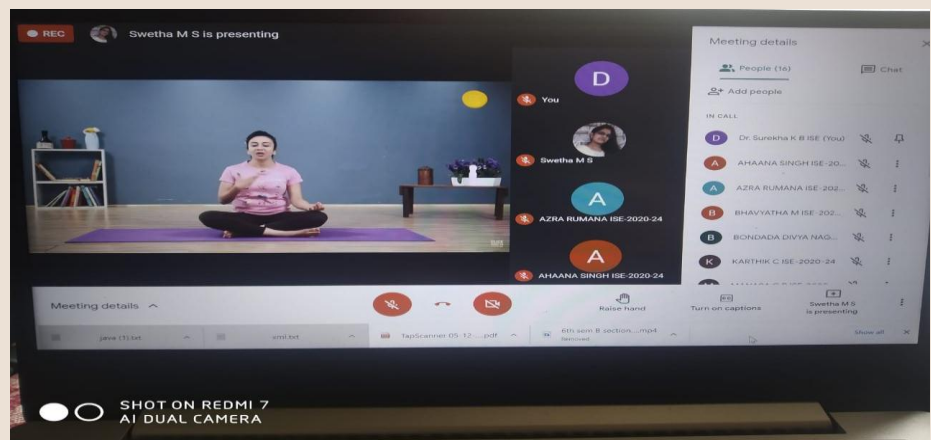 REC
Swetha M S is presenting
You
Swetha M S
AZRA RUMANA ISE-2020-24
AHAANA SINGH ISE-2020-24
Meeting details
People (16)
Chat
Add people
IN CALL
Dr. Surekha K B ISE (You)
AHAANA SINGH ISE-20...
AZRA RUMANA ISE-202...
BHAVYATHA M ISE-202...
BONDADA DIVYA NAG...
KARTHIK C ISE-2020-24
Meeting details
Raise hand
Turn on captions
Swetha M S
is presenting
java (1).txt
xml.txt
TapScanner 05-12-....pdf
6th sem B section....mp4
Removed
Show all
SHOT ON REDMI 7
AI DUAL CAMERA